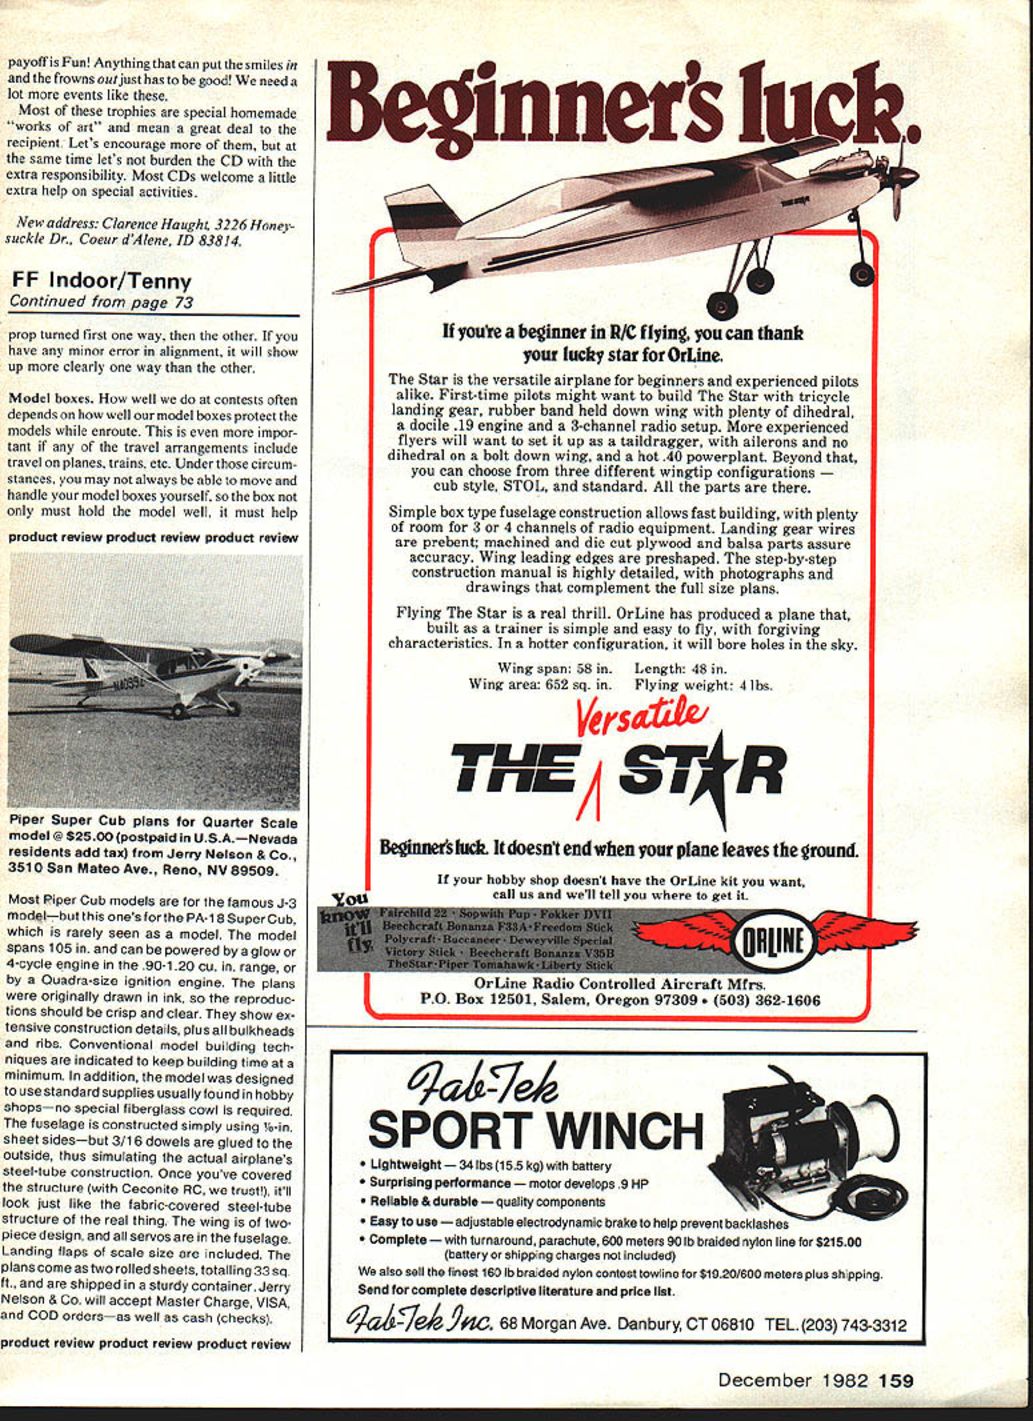 payoff is Fun! Anything that can put the smiles in
and the frowns out just has to be good! We need a
lot more events like these.
Most of these trophies are special homemade
"works of art" and mean a great deal to the
recipient. Let's encourage more of them, but at
the same time let's not burden the CD with the
extra responsibility. Most CDs welcome a little
extra help on special activities.
New address: Clarence Haught, 3226 Honey-
suckle Dr., Coeur d'Alene, ID 83814.
FF Indoor/Tenny
Continued from page 73
prop turned first one way, then the other. If you
have any minor error in alignment, it will show
up more clearly one way than the other.
Model boxes. How well we do at contests often
depends on how well our model boxes protect the
models while enroute. This is even more impor-
tant if any of the travel arrangements include
travel on planes, trains, etc. Under those circum-
stances, you may not always be able to move and
handle your model boxes yourself, so the box not
only must hold the model well, it must help
product review product review product review
N4099L
Piper Super Cub plans for Quarter Scale
model @ $25.00 (postpaid in U.S.A.—Nevada
residents add tax) from Jerry Nelson & Co.,
3510 San Mateo Ave., Reno, NV 89509.
Most Piper Cub models are for the famous J-3
model—but this one's for the PA-18 Super Cub,
which is rarely seen as a model. The model
spans 105 in. and can be powered by a glow or
4-cycle engine in the .90-1.20 cu. in. range, or
by a Quadra-size ignition engine. The plans
were originally drawn in ink, so the reproduc-
tions should be crisp and clear. They show ex-
tensive construction details, plus all bulkheads
and ribs. Conventional model building tech-
niques are indicated to keep building time at a
minimum. In addition, the model was designed
to use standard supplies usually found in hobby
shops—no special fiberglass cowl is required.
The fuselage is constructed simply using ⅛-in.
sheet sides—but 3/16 dowels are glued to the
outside, thus simulating the actual airplane's
steel-tube construction. Once you've covered
the structure (with Ceconite RC, we trust!), it'll
look just like the fabric-covered steel-tube
structure of the real thing. The wing is of two-
piece design, and all servos are in the fuselage.
Landing flaps of scale size are included. The
plans come as two rolled sheets, totalling 33 sq.
ft., and are shipped in a sturdy container. Jerry
Nelson & Co. will accept Master Charge, VISA,
and COD orders—as well as cash (checks).
product review product review product review
Beginner's luck.
If you're a beginner in R/C flying, you can thank
your lucky star for OrLine.
The Star is the versatile airplane for beginners and experienced pilots
alike. First-time pilots might want to build The Star with tricycle
landing gear, rubber band held down wing with plenty of dihedral,
a docile .19 engine and a 3-channel radio setup. More experienced
flyers will want to set it up as a taildragger, with ailerons and no
dihedral on a bolt down wing, and a hot .40 powerplant. Beyond that,
you can choose from three different wingtip configurations —
cub style, STOL, and standard. All the parts are there.
Simple box type fuselage construction allows fast building, with plenty
of room for 3 or 4 channels of radio equipment. Landing gear wires
are prebent; machined and die cut plywood and balsa parts assure
accuracy. Wing leading edges are preshaped. The step-by-step
construction manual is highly detailed, with photographs and
drawings that complement the full size plans.
Flying The Star is a real thrill. OrLine has produced a plane that,
built as a trainer is simple and easy to fly, with forgiving
characteristics. In a hotter configuration, it will bore holes in the sky.
Wing span: 58 in. Length: 48 in.
Wing area: 652 sq. in. Flying weight: 4 lbs.
Versatile
THE STAR
Beginner's luck. It doesn't end when your plane leaves the ground.
If your hobby shop doesn't have the OrLine kit you want,
call us and we'll tell you where to get it.
You
know
it'll
fly.
Fairchild 22 · Sopwith Pup · Fokker DVII
Beechcraft Bonanza F33A · Freedom Stick
Polycraft · Buccaneer · Deweyville Special
Victory Stick · Beechcraft Bonanza V35B
TheStar · Piper Tomahawk · Liberty Stick
ORLINE
OrLine Radio Controlled Aircraft Mfrs.
P.O. Box 12501, Salem, Oregon 97309 • (503) 362-1606
Fab-Tek
SPORT WINCH
• Lightweight — 34 lbs (15.5 kg) with battery
• Surprising performance — motor develops .9 HP
• Reliable & durable — quality components
• Easy to use — adjustable electrodynamic brake to help prevent backlashes
• Complete — with turnaround, parachute, 600 meters 90 lb braided nylon line for $215.00
(battery or shipping charges not included)
We also sell the finest 160 lb braided nylon contest towline for $19.20/600 meters plus shipping.
Send for complete descriptive literature and price list.
Fab-Tek Inc. 68 Morgan Ave. Danbury, CT 06810 TEL. (203) 743-3312
December 1982 159